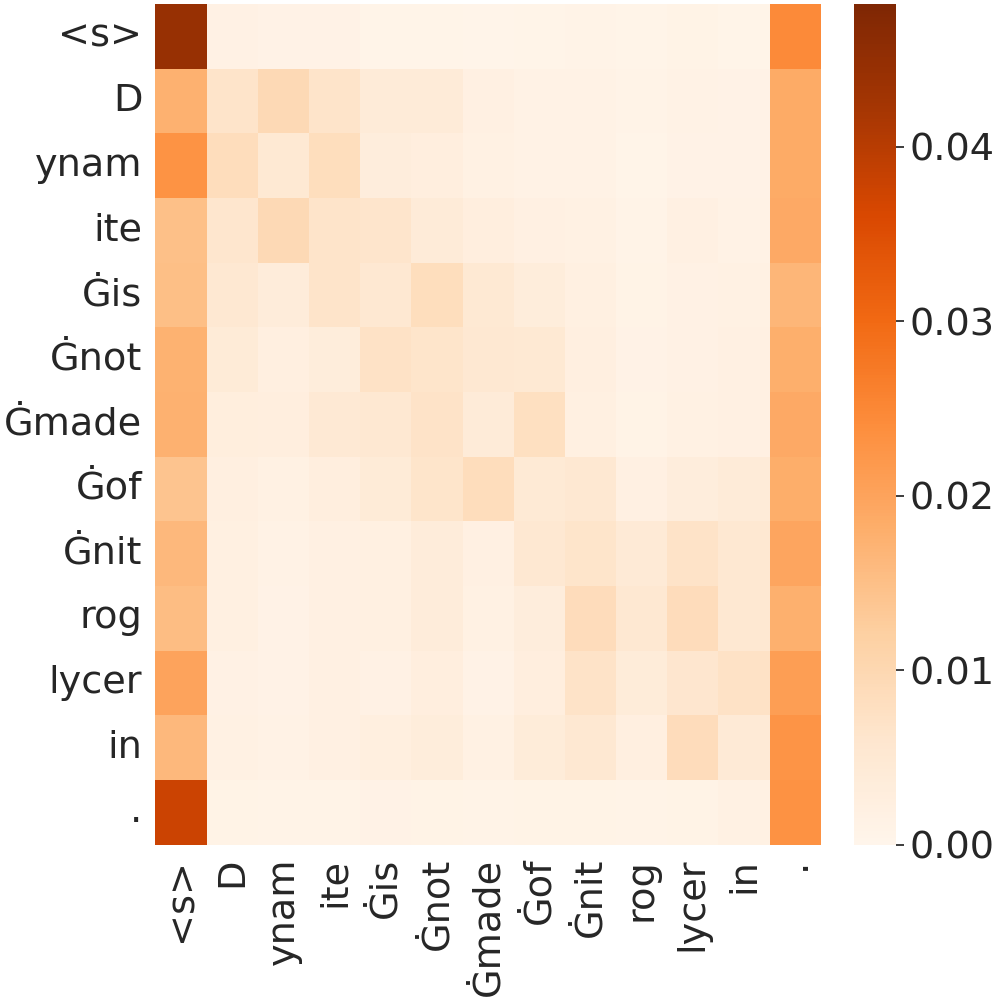 <s>
D
ynam
ite
Ġis
Ġnot
Ġmade
Ġof
Ġnit
rog
lycer
in
.
<s>
D
ynam
ite
Ġis
Ġnot
Ġmade
Ġof
Ġnit
rog
lycer
in
.
0.04
0.03
0.02
0.01
0.00